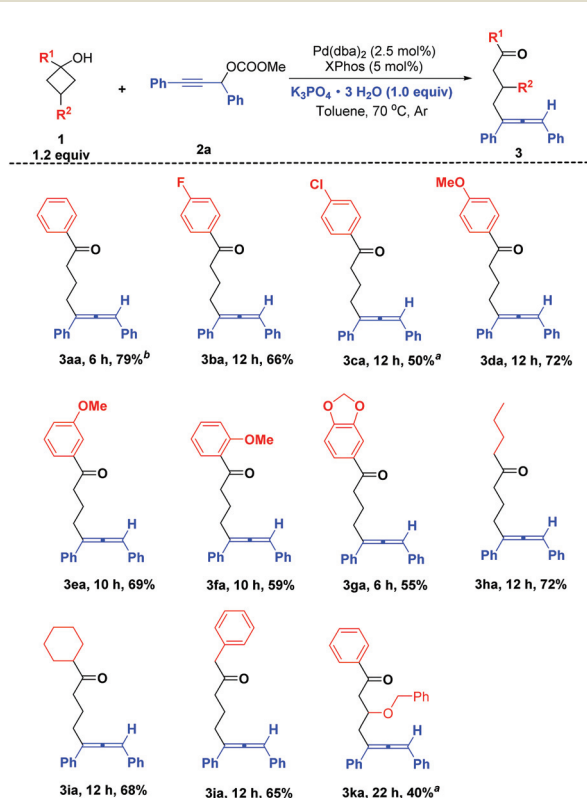 R¹ OH
R²
1
1.2 equiv
+
Ph
OCOOMe
Ph
2a
Pd(dba)₂ (2.5 mol%)
XPhos (5 mol%)
K₃PO₄ • 3 H₂O (1.0 equiv)
Toluene, 70 ⁰C, Ar
R¹
O
R²
H
Ph Ph
3
O
H
Ph Ph
3aa, 6 h, 79%ᵇ
F
O
H
Ph Ph
3ba, 12 h, 66%
Cl
O
H
Ph Ph
3ca, 12 h, 50%ᵃ
MeO
O
H
Ph Ph
3da, 12 h, 72%
OMe
O
H
Ph Ph
3ea, 10 h, 69%
OMe
O
H
Ph Ph
3fa, 10 h, 59%
O O
O
H
Ph Ph
3ga, 6 h, 55%
O
H
Ph Ph
3ha, 12 h, 72%
O
H
Ph Ph
3ia, 12 h, 68%
O
H
Ph Ph
3ja, 12 h, 65%
O
O Ph
H
Ph Ph
3ka, 22 h, 40%ᵃ